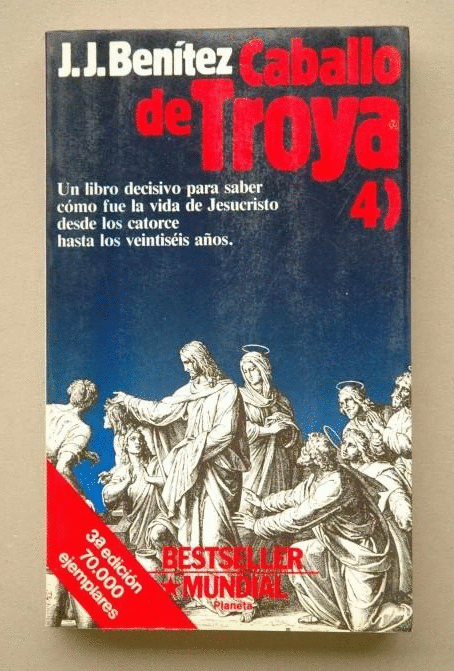 J.J.Benítez Caballo
de Troya
4)
Un libro decisivo para saber
cómo fue la vida de Jesucristo
desde los catorce
hasta los veintiséis años.
3a edición
70.000
ejemplares
BESTSELLER
MUNDIAL
Planeta